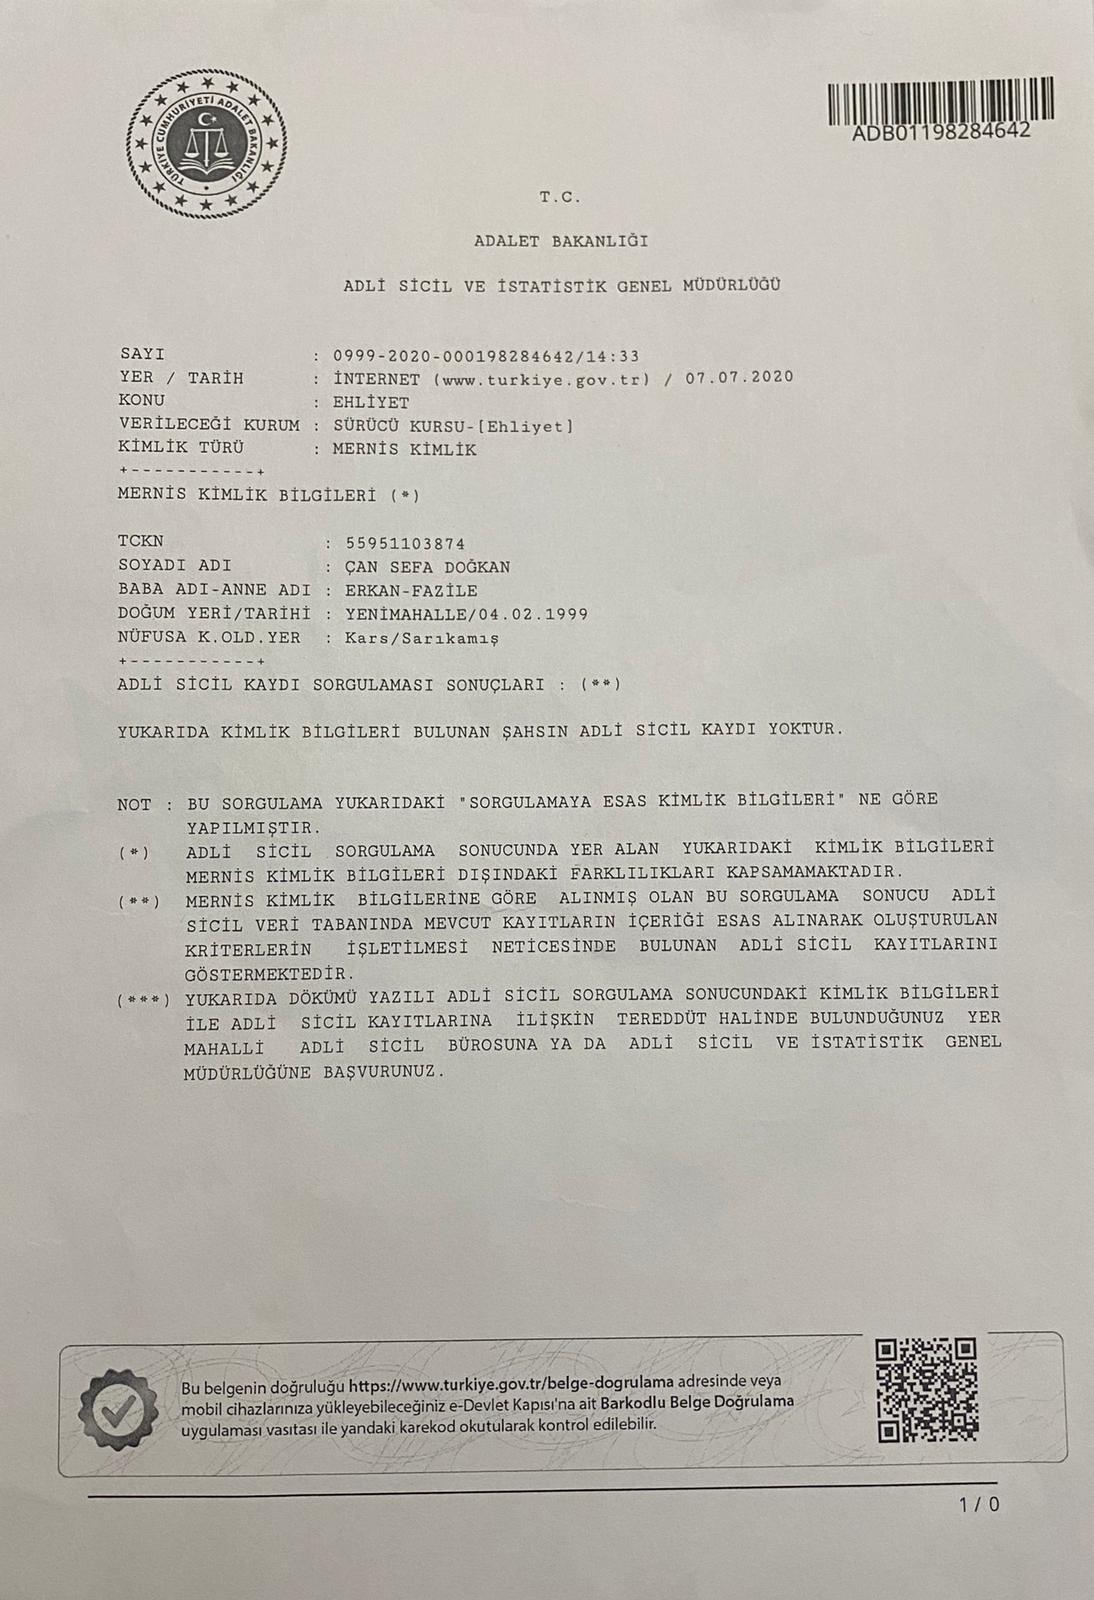 TÜRKİYE CUMHURİYETİ ADALET BAKANLIĞI
ADB01198284642
T.C.
ADALET BAKANLIĞI
ADLİ SİCİL VE İSTATİSTİK GENEL MÜDÜRLÜĞÜ
SAYI : 0999-2020-000198284642/14:33
YER / TARİH : İNTERNET (www.turkiye.gov.tr) / 07.07.2020
KONU : EHLİYET
VERİLECEĞİ KURUM : SÜRÜCÜ KURSU-[Ehliyet]
KİMLİK TÜRÜ : MERNİS KİMLİK
+-----------+
MERNİS KİMLİK BİLGİLERİ (*)
TCKN : 55951103874
SOYADI ADI : ÇAN SEFA DOĞKAN
BABA ADI-ANNE ADI : ERKAN-FAZİLE
DOĞUM YERİ/TARİHİ : YENİMAHALLE/04.02.1999
NÜFUSA K.OLD.YER : Kars/Sarıkamış
+-----------+
ADLİ SİCİL KAYDI SORGULAMASI SONUÇLARI : (**)
YUKARIDA KİMLİK BİLGİLERİ BULUNAN ŞAHSIN ADLİ SİCİL KAYDI YOKTUR.
NOT : BU SORGULAMA YUKARIDAKİ "SORGULAMAYA ESAS KİMLİK BİLGİLERİ" NE GÖRE
YAPILMIŞTIR.
(*) ADLİ SİCİL SORGULAMA SONUCUNDA YER ALAN YUKARIDAKİ KİMLİK BİLGİLERİ
MERNİS KİMLİK BİLGİLERİ DIŞINDAKİ FARKLILIKLARI KAPSAMAMAKTADIR.
(**) MERNİS KİMLİK BİLGİLERİNE GÖRE ALINMIŞ OLAN BU SORGULAMA SONUCU ADLİ
SİCİL VERİ TABANINDA MEVCUT KAYITLARIN İÇERİĞİ ESAS ALINARAK OLUŞTURULAN
KRİTERLERİN İŞLETİLMESİ NETİCESİNDE BULUNAN ADLİ SİCİL KAYITLARINI
GÖSTERMEKTEDİR.
(***) YUKARIDA DÖKÜMÜ YAZILI ADLİ SİCİL SORGULAMA SONUCUNDAKİ KİMLİK BİLGİLERİ
İLE ADLİ SİCİL KAYITLARINA İLİŞKİN TEREDDÜT HALİNDE BULUNDUĞUNUZ YER
MAHALLİ ADLİ SİCİL BÜROSUNA YA DA ADLİ SİCİL VE İSTATİSTİK GENEL
MÜDÜRLÜĞÜNE BAŞVURUNUZ.
Bu belgenin doğruluğu https://www.turkiye.gov.tr/belge-dogrulama adresinde veya
mobil cihazlarınıza yükleyebileceğiniz e-Devlet Kapısı'na ait Barkodlu Belge Doğrulama
uygulaması vasıtası ile yandaki karekod okutularak kontrol edilebilir.
1 / 0